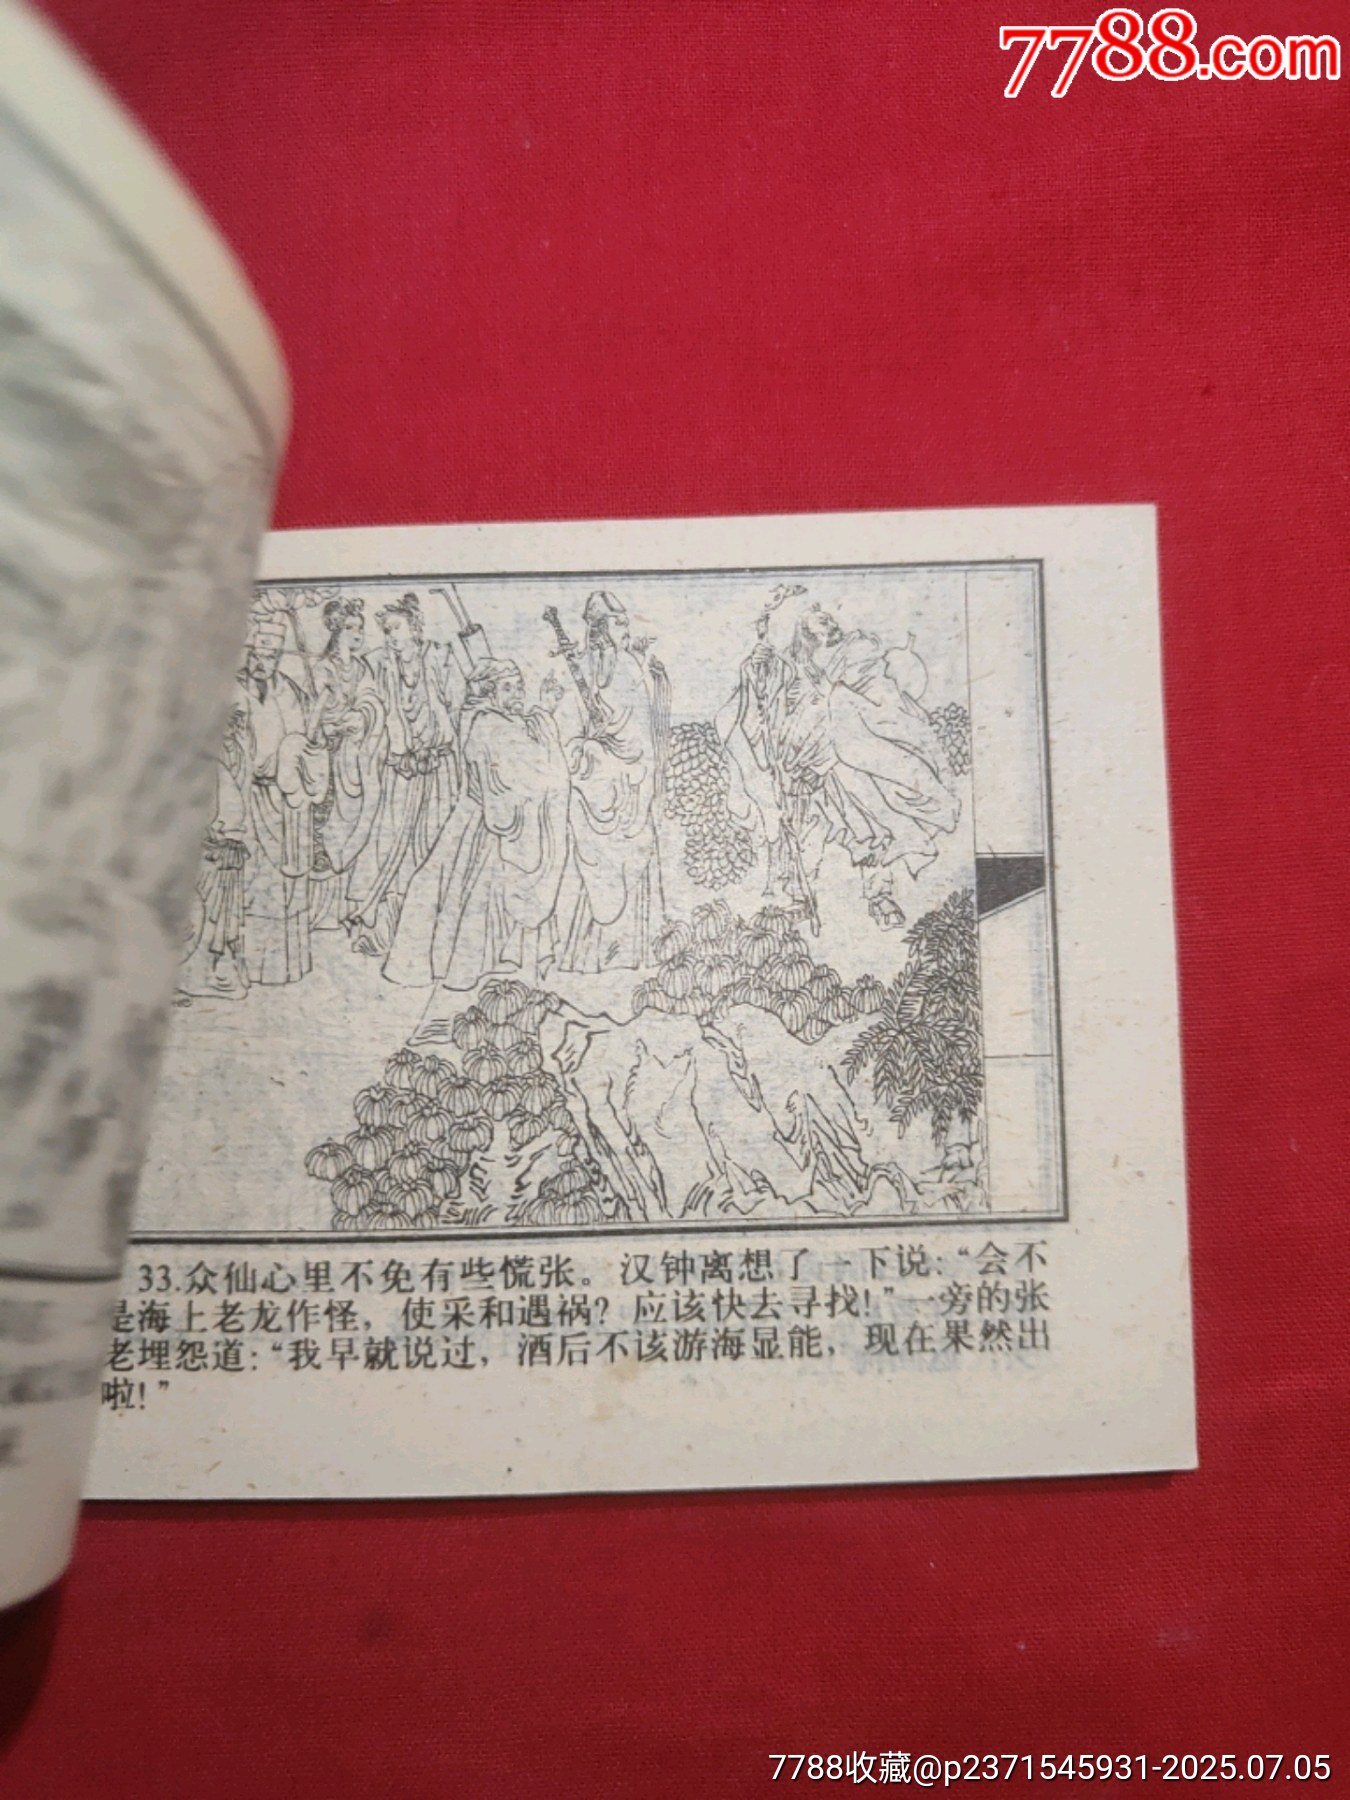 7788.com
33.众仙心里不免有些慌张。汉钟离想了一下说:“会不
是海上老龙作怪，使采和遇祸？应该快去寻找！”一旁的张
老埋怨道:“我早就说过，酒后不该游海显能，现在果然出
啦！”
7788收藏@p2371545931-2025.07.05